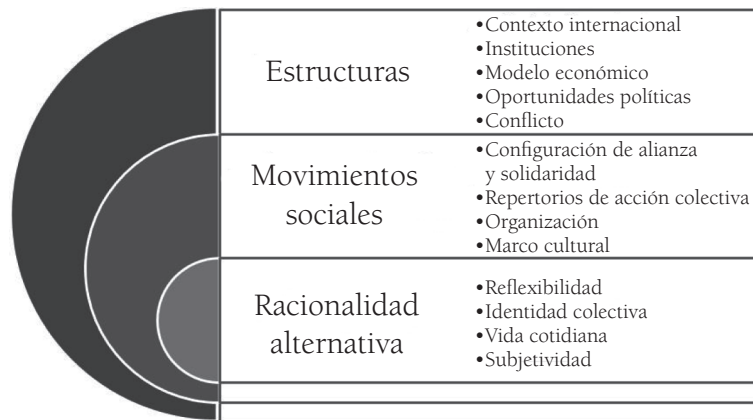 Estructuras
•Contexto internacional
•Instituciones
•Modelo económico
•Oportunidades políticas
•Conflicto
Movimientos
sociales
•Configuración de alianza
y solidaridad
•Repertorios de acción colectiva
•Organización
•Marco cultural
Racionalidad
alternativa
•Reflexibilidad
•Identidad colectiva
•Vida cotidiana
•Subjetividad